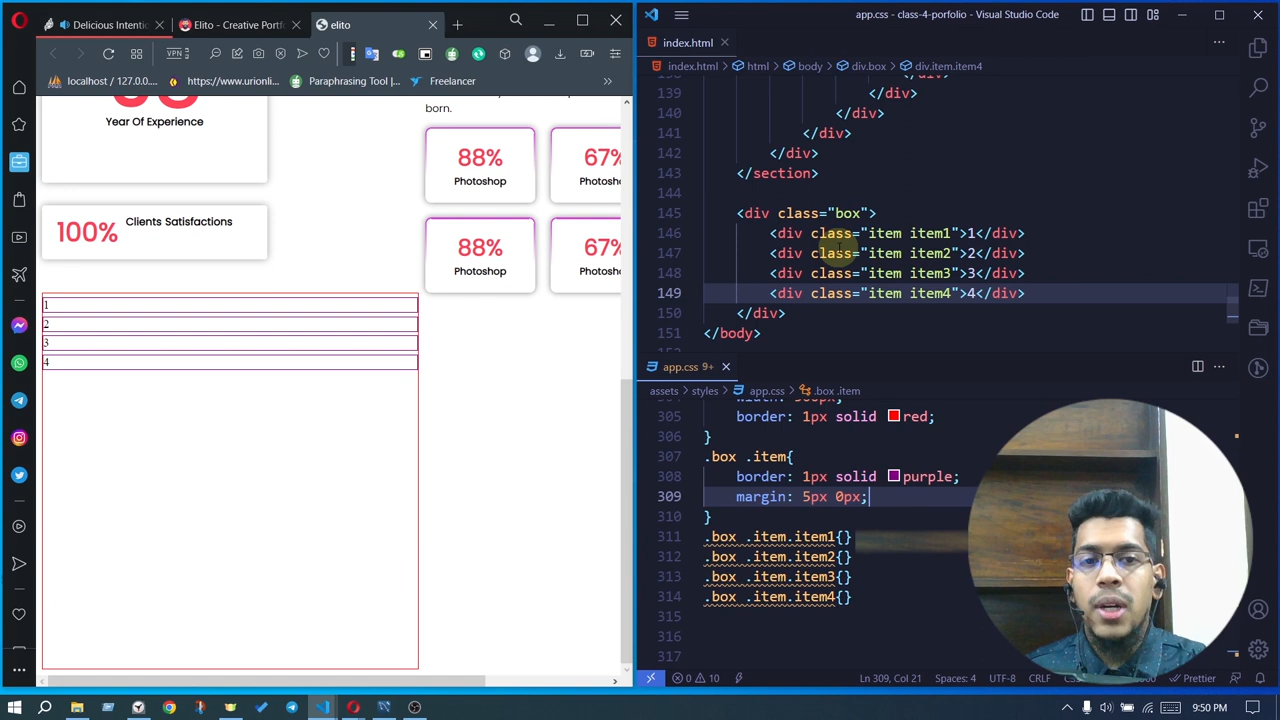 Delicious Intentic
Elito - Creative Portfo
elito
app.css - class-4-porfolio - Visual Studio Code
index.html
VPN
localhost / 127.0.0....
https://www.urionli...
Paraphrasing Tool |...
Freelancer
index.html > html > body > div.box > div.item.item4
139 </div>
140 </div>
141 </div>
142 </div>
143 </section>
144
145 <div class="box">
146 <div class="item item1">1</div>
147 <div class="item item2">2</div>
148 <div class="item item3">3</div>
149 <div class="item item4">4</div>
150 </div>
151 </body>
Year Of Experience
born.
88%
Photoshop
67%
Photosh
100% Clients Satisfactions
88%
Photoshop
67%
Photosh
1
2
3
4
app.css 9+
assets > styles > app.css > .box .item
305 border: 1px solid red;
306 }
307 .box .item{
308 border: 1px solid purple;
309 margin: 5px 0px;
310 }
311 .box .item.item1{}
312 .box .item.item2{}
313 .box .item.item3{}
314 .box .item.item4{}
315
316
317
0 10
Ln 309, Col 21 Spaces: 4 UTF-8 CRLF
Prettier
9:50 PM